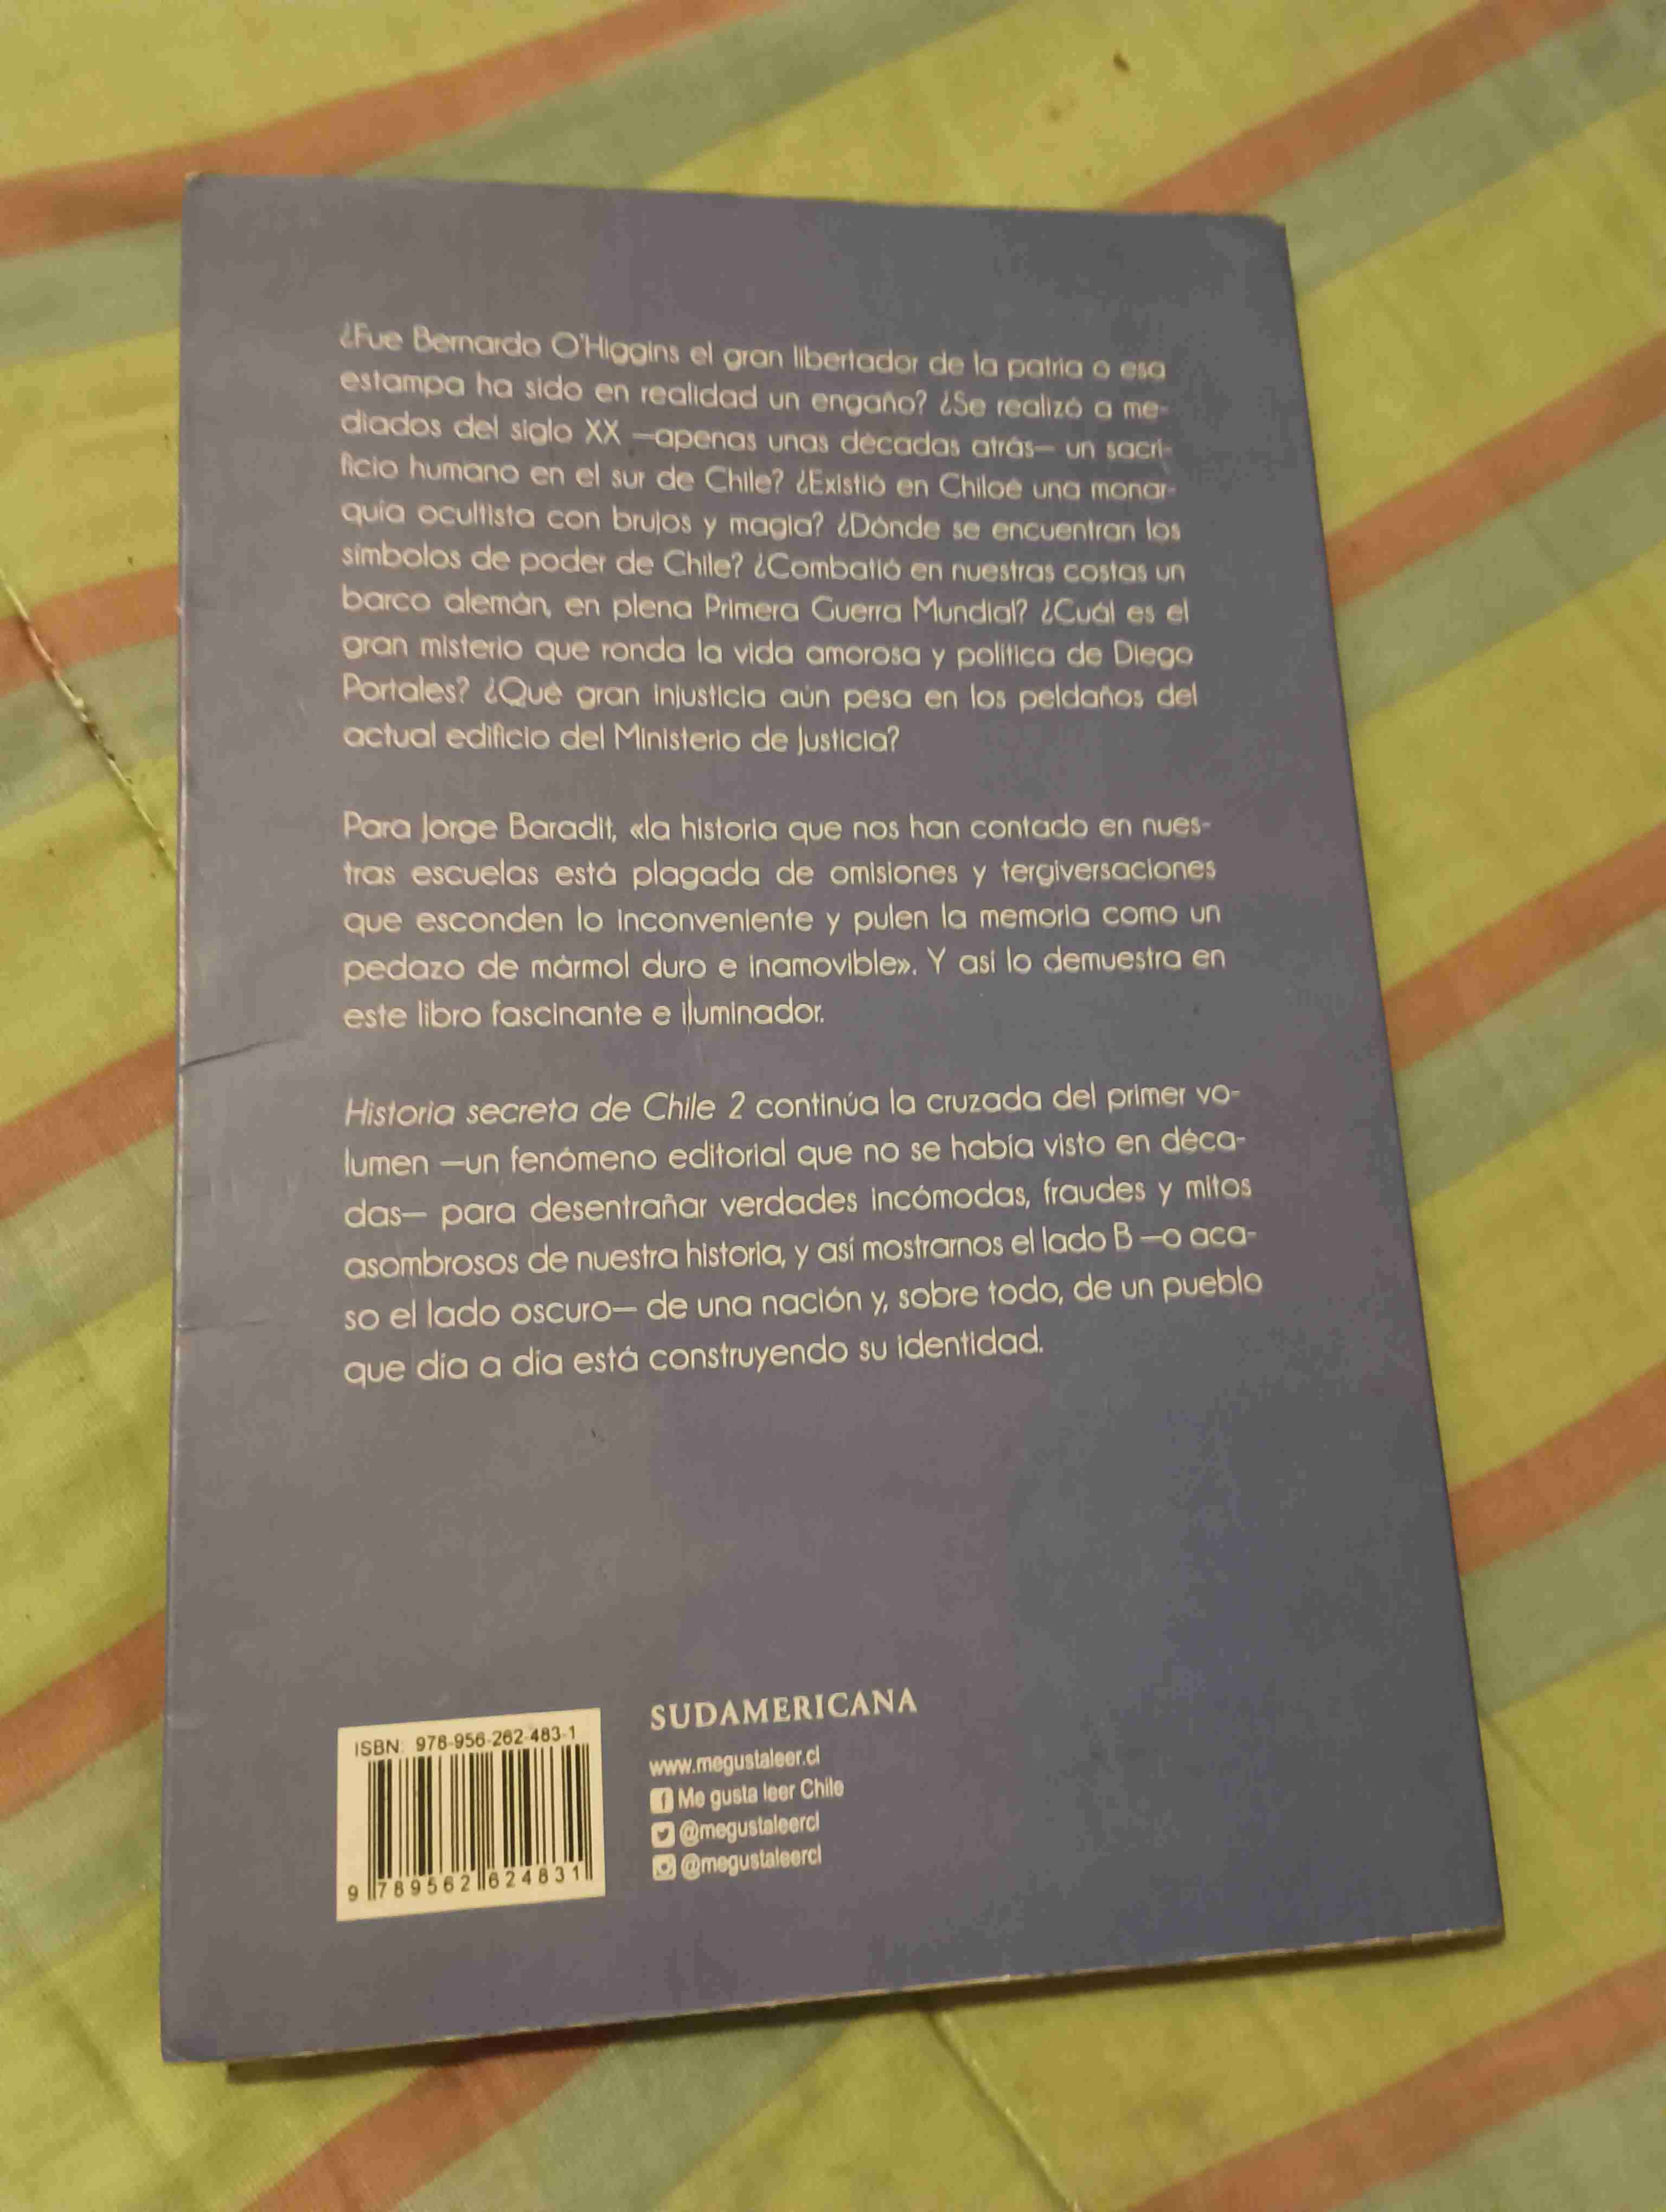 ¿Fue Bernardo O'Higgins el gran libertador de la patria o esa
estampa ha sido en realidad un engaño? ¿Se realizó a me-
diados del siglo XX —apenas unas décadas atrás— un sacri-
ficio humano en el sur de Chile? ¿Existió en Chiloé una monar-
quía ocultista con brujos y magia? ¿Dónde se encuentran los
símbolos de poder de Chile? ¿Combatió en nuestras costas un
barco alemán, en plena Primera Guerra Mundial? ¿Cuál es el
gran misterio que ronda la vida amorosa y política de Diego
Portales? ¿Qué gran injusticia aún pesa en los peldaños del
actual edificio del Ministerio de Justicia?
Para Jorge Baradit, «la historia que nos han contado en nues-
tras escuelas está plagada de omisiones y tergiversaciones
que esconden lo inconveniente y pulen la memoria como un
pedazo de mármol duro e inamovible». Y así lo demuestra en
este libro fascinante e iluminador.
Historia secreta de Chile 2 continúa la cruzada del primer vo-
lumen —un fenómeno editorial que no se había visto en déca-
das— para desentrañar verdades incómodas, fraudes y mitos
asombrosos de nuestra historia, y así mostrarnos el lado B —o aca-
so el lado oscuro— de una nación y, sobre todo, de un pueblo
que día a día está construyendo su identidad.
ISBN: 978-956-262-483-1
9 789562 624831
SUDAMERICANA
www.megustaleer.cl
Me gusta leer Chile
@megustaleercl
@megustaleercl